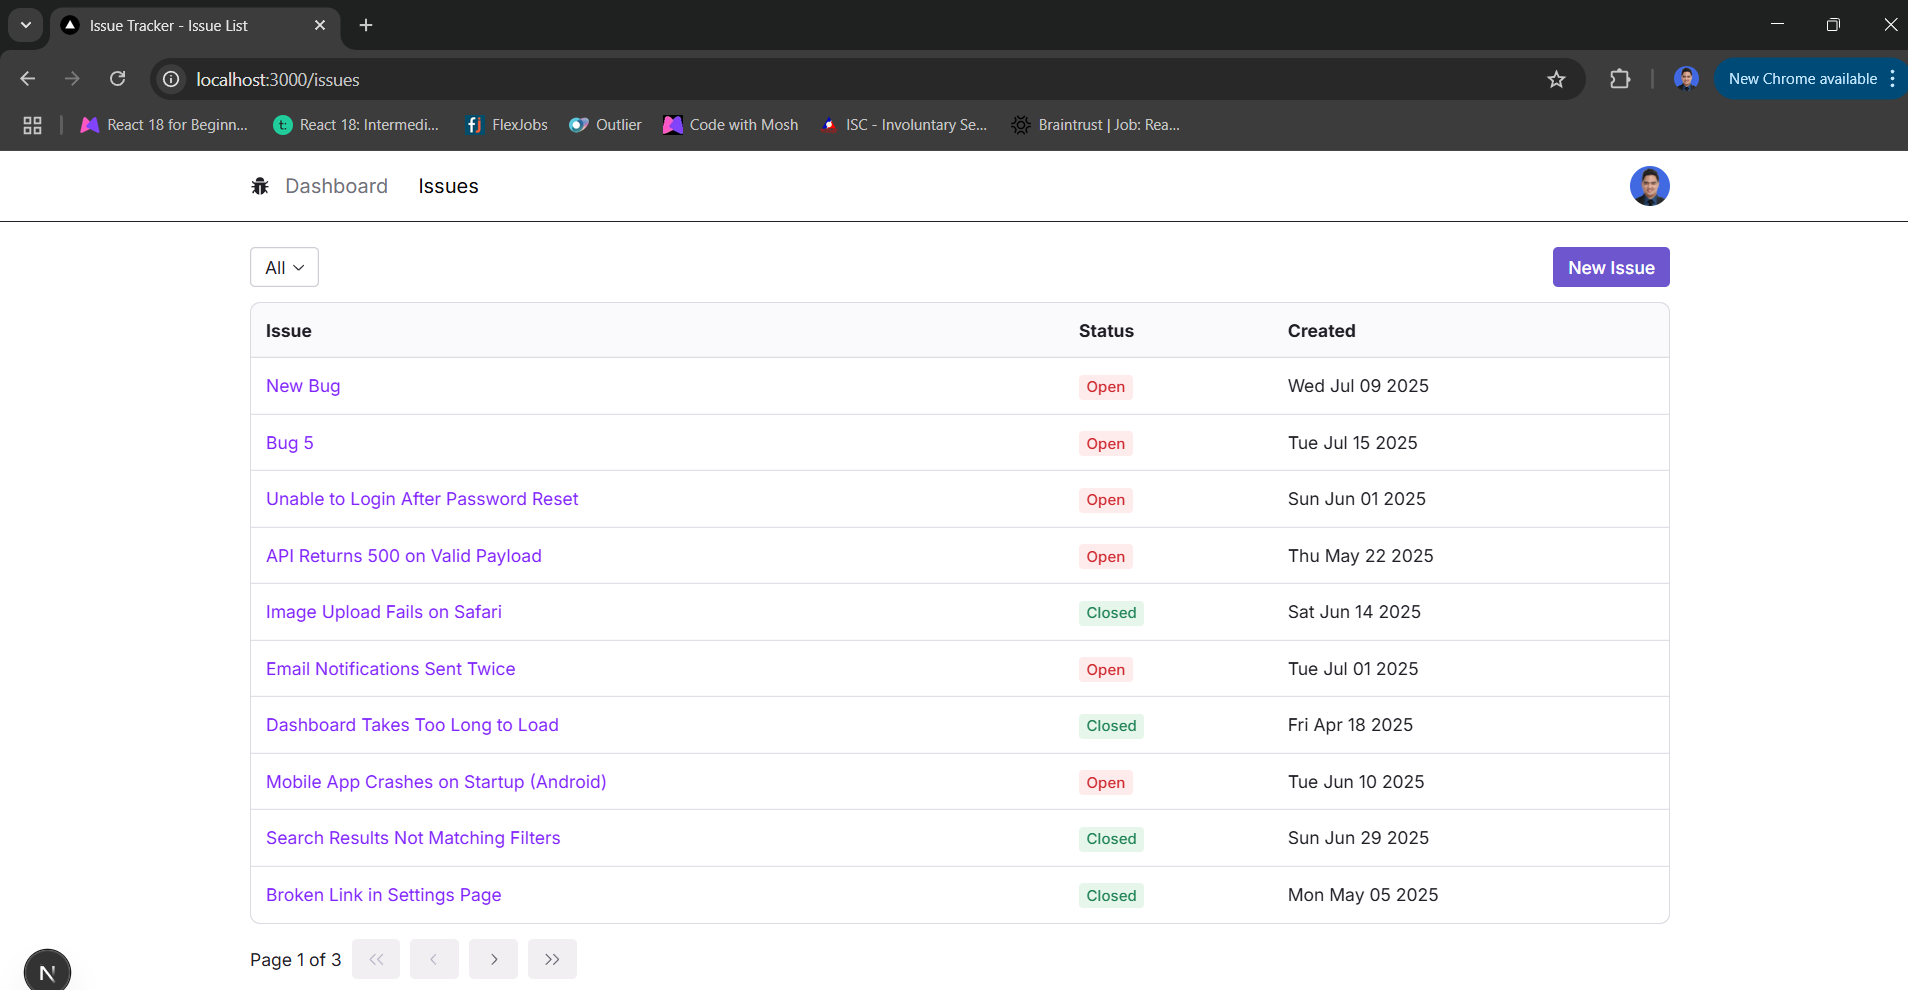 Issue Tracker - Issue List
localhost:3000/issues
New Chrome available
React 18 for Beginn...
React 18: Intermedi...
FlexJobs
Outlier
Code with Mosh
ISC - Involuntary Se...
Braintrust | Job: Rea...
Dashboard
Issues
All
New Issue
Issue Status Created
New Bug Open Wed Jul 09 2025
Bug 5 Open Tue Jul 15 2025
Unable to Login After Password Reset Open Sun Jun 01 2025
API Returns 500 on Valid Payload Open Thu May 22 2025
Image Upload Fails on Safari Closed Sat Jun 14 2025
Email Notifications Sent Twice Open Tue Jul 01 2025
Dashboard Takes Too Long to Load Closed Fri Apr 18 2025
Mobile App Crashes on Startup (Android) Open Tue Jun 10 2025
Search Results Not Matching Filters Closed Sun Jun 29 2025
Broken Link in Settings Page Closed Mon May 05 2025
Page 1 of 3
N